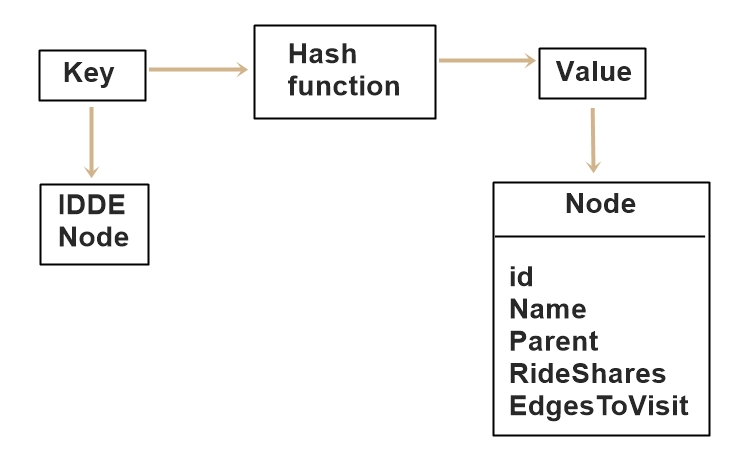 Key
Hash
function
Value
IDDE
Node
Node
id
Name
Parent
RideShares
EdgesToVisit